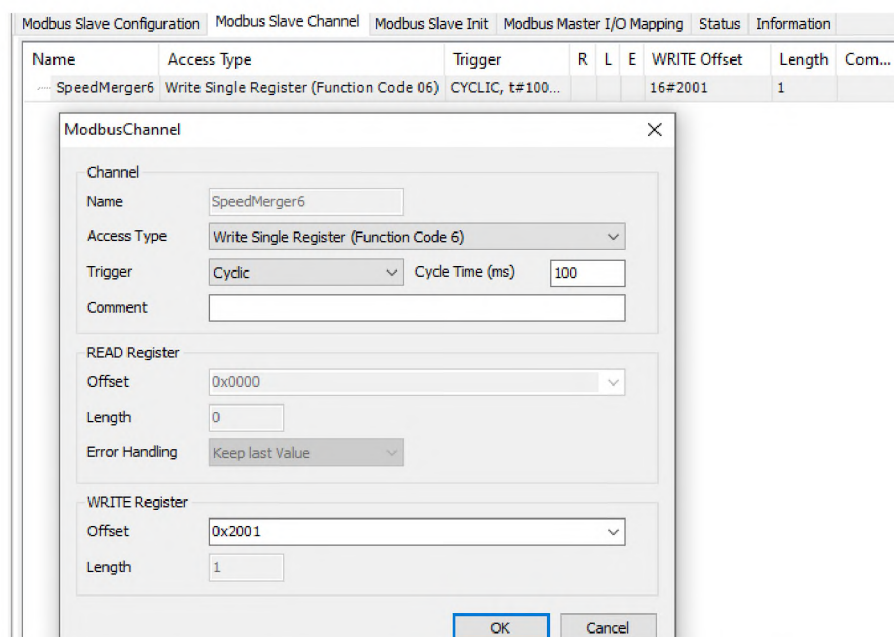 Modbus Slave Configuration Modbus Slave Channel Modbus Slave Init Modbus Master I/O Mapping Status Information
Name Access Type Trigger R L E WRITE Offset Length Com...
SpeedMerger6 Write Single Register (Function Code 06) CYCLIC, t#100... 16#2001 1
ModbusChannel
Channel
Name SpeedMerger6
Access Type Write Single Register (Function Code 6)
Trigger Cyclic Cycle Time (ms) 100
Comment
READ Register
Offset 0x0000
Length 0
Error Handling Keep last Value
WRITE Register
Offset 0x2001
Length 1
OK Cancel